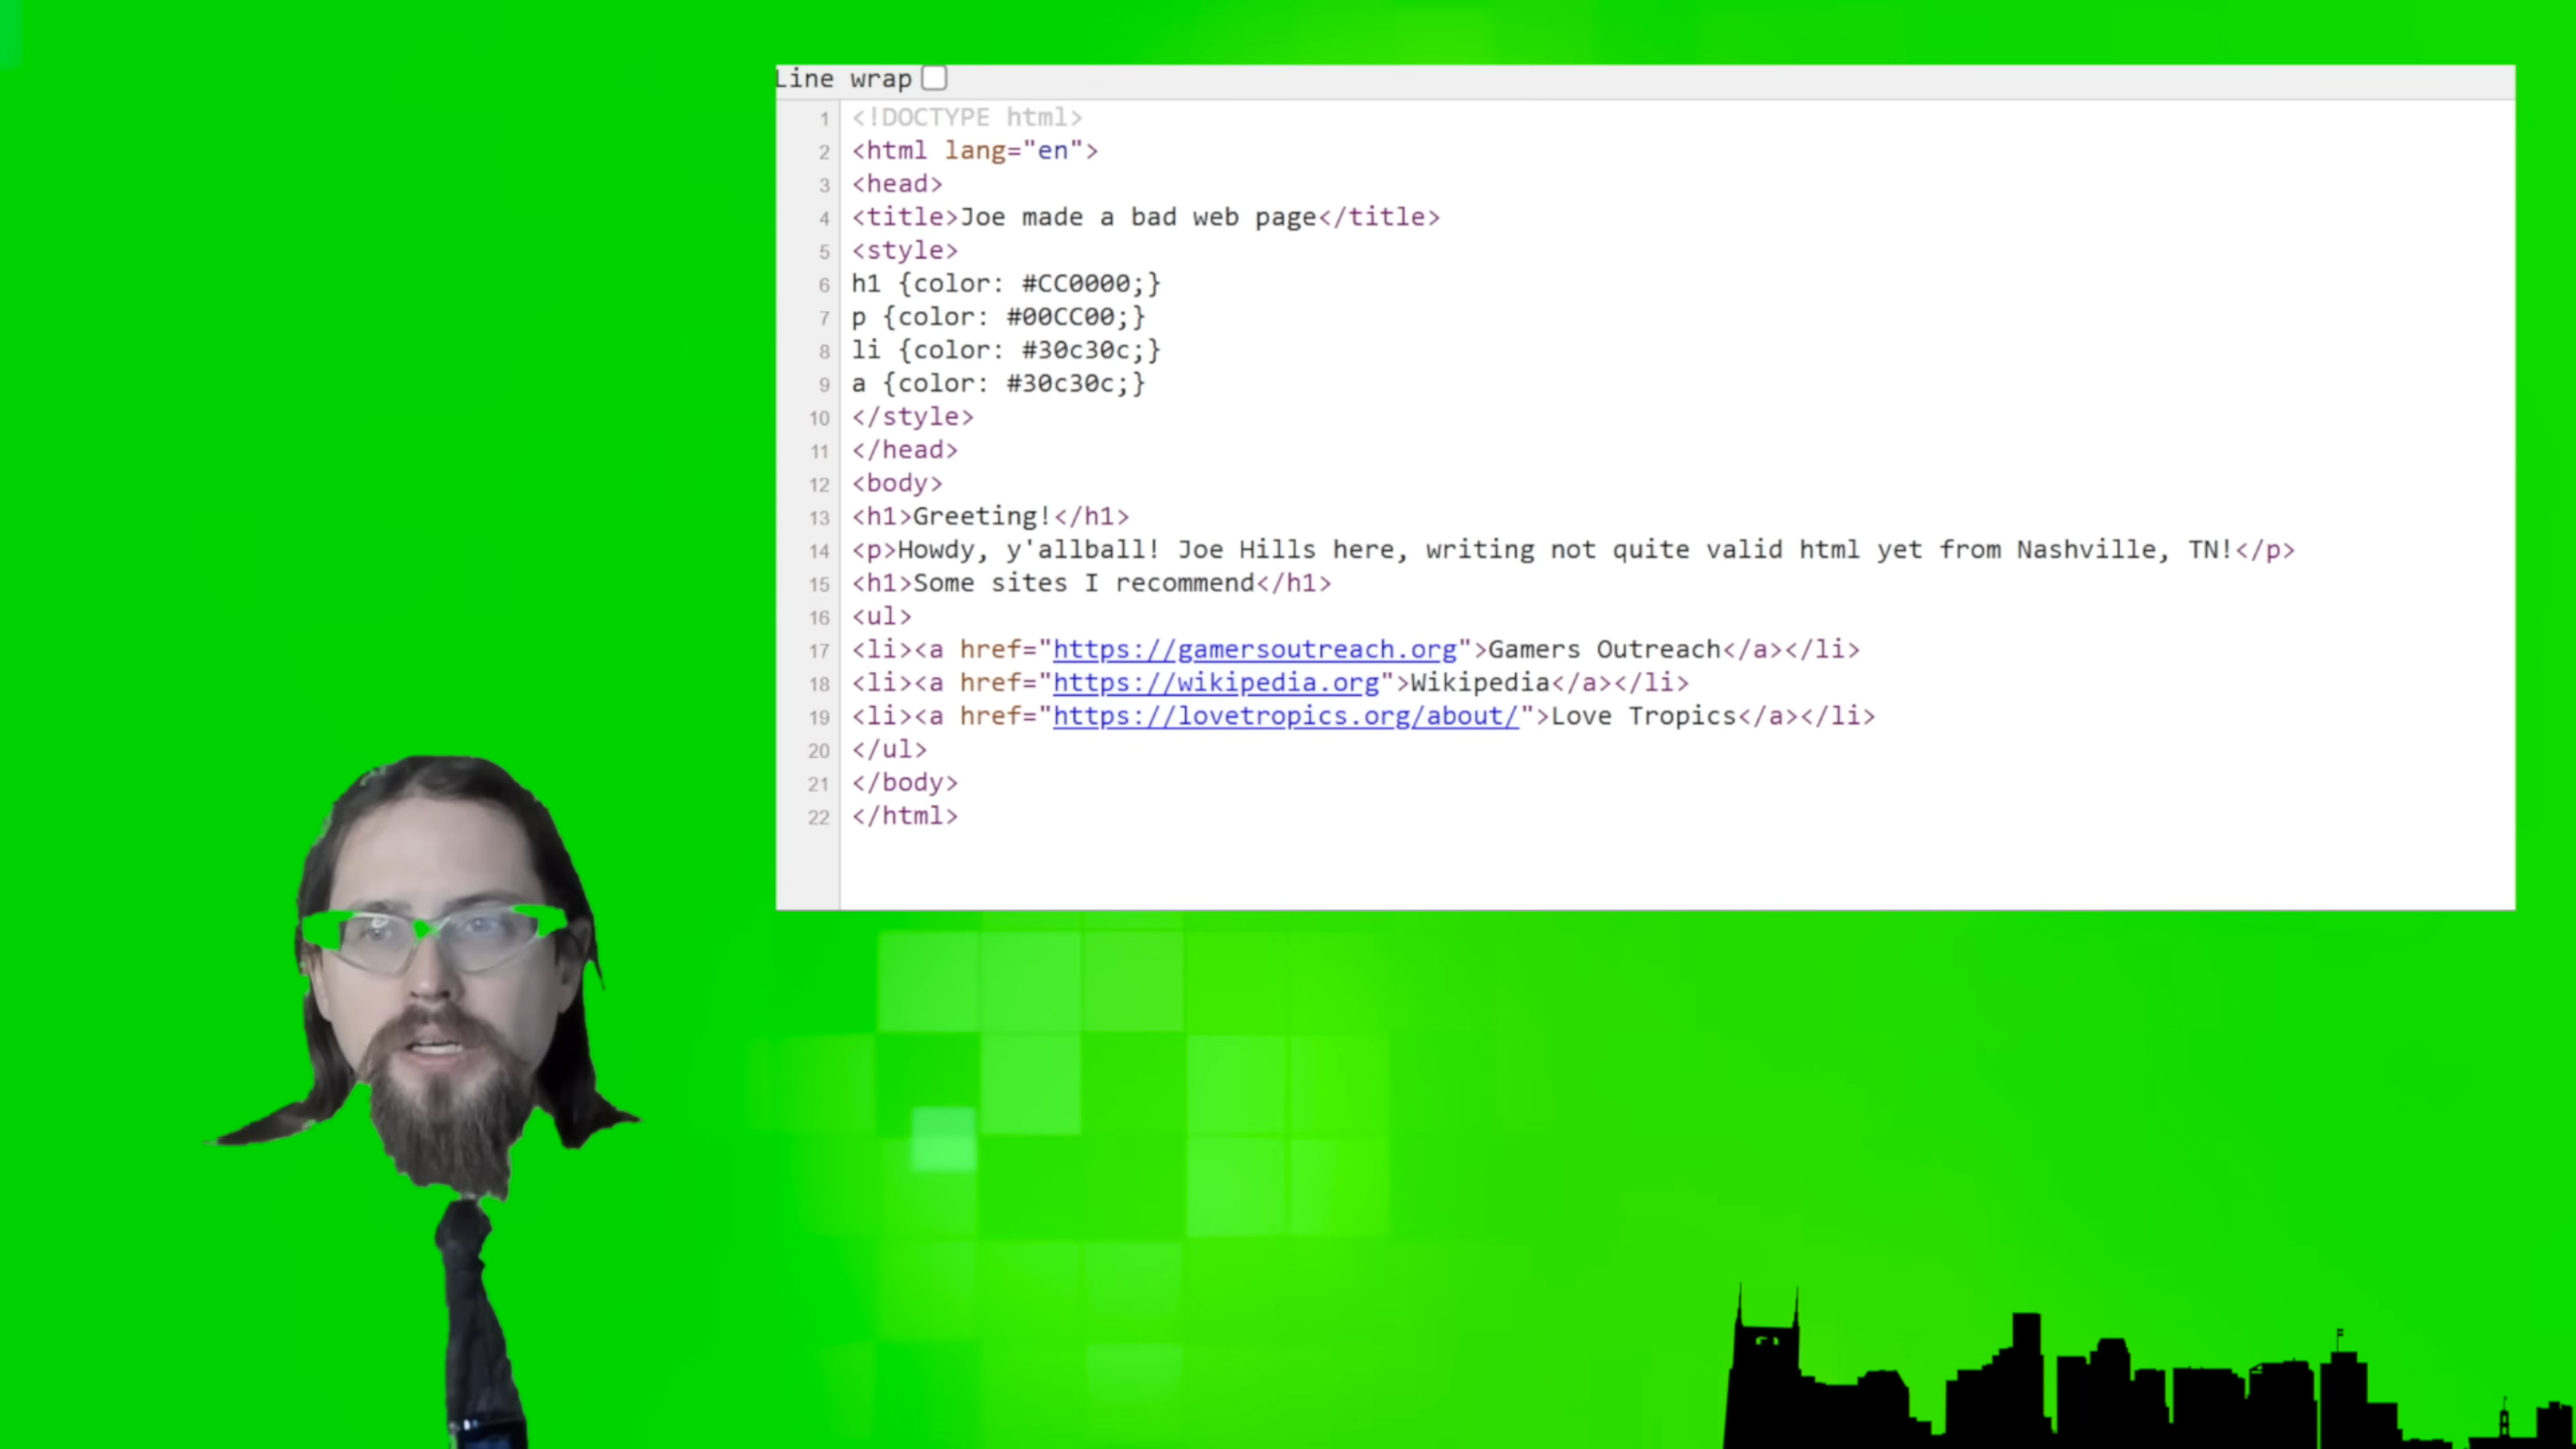 Line wrap
1 <!DOCTYPE html>
2 <html lang="en">
3 <head>
4 <title>Joe made a bad web page</title>
5 <style>
6 h1 {color: #CC0000;}
7 p {color: #00CC00;}
8 li {color: #30c30c;}
9 a {color: #30c30c;}
10 </style>
11 </head>
12 <body>
13 <h1>Greeting!</h1>
14 <p>Howdy, y'allball! Joe Hills here, writing not quite valid html yet from Nashville, TN!</p>
15 <h1>Some sites I recommend</h1>
16 <ul>
17 <li><a href="https://gamersoutreach.org">Gamers Outreach</a></li>
18 <li><a href="https://wikipedia.org">Wikipedia</a></li>
19 <li><a href="https://lovetropics.org/about/">Love Tropics</a></li>
20 </ul>
21 </body>
22 </html>